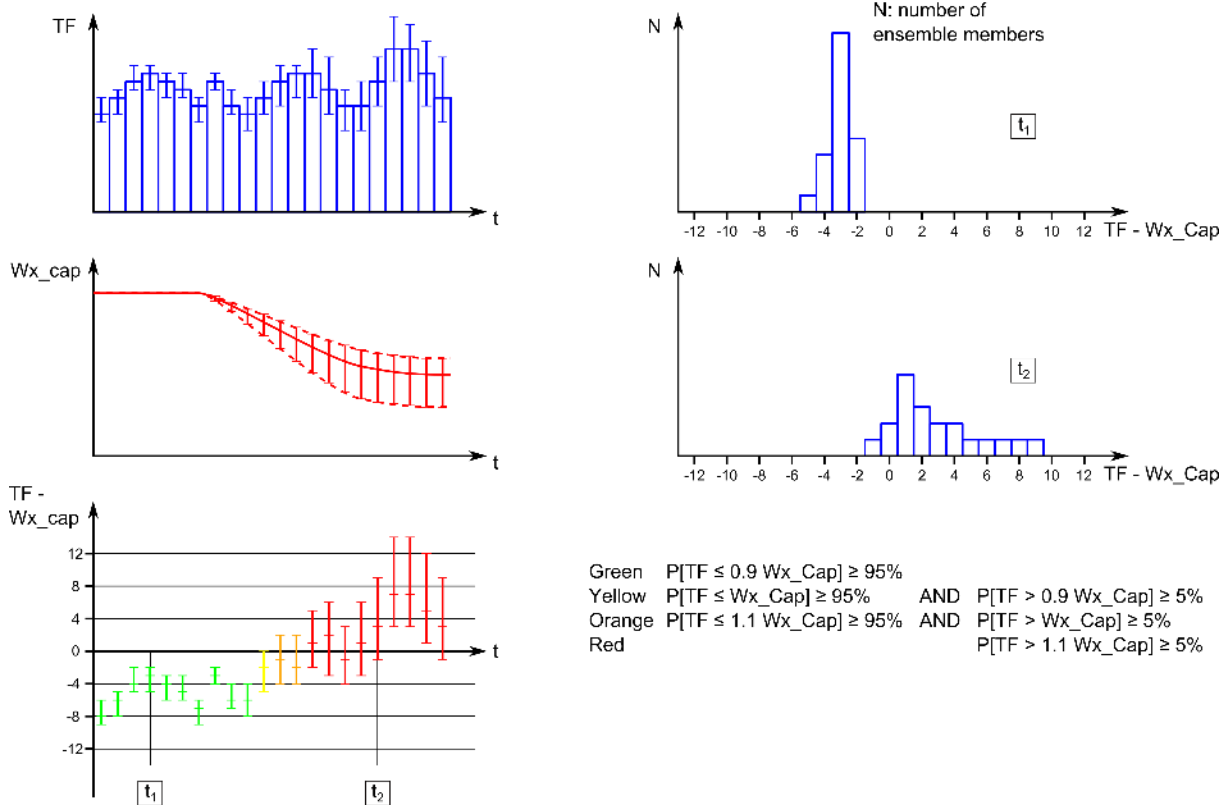 TF
t
N
N: number of
ensemble members
t1
-12 -10 -8 -6 -4 -2 0 2 4 6 8 10 12 TF - Wx_Cap
Wx_cap
t
N
t2
-12 -10 -8 -6 -4 -2 0 2 4 6 8 10 12 TF - Wx_Cap
TF -
Wx_cap
12
8
4
0
t
-4
-8
-12
t1 t2
Green P[TF ≤ 0.9 Wx_Cap] ≥ 95%
Yellow P[TF ≤ Wx_Cap] ≥ 95% AND P[TF > 0.9 Wx_Cap] ≥ 5%
Orange P[TF ≤ 1.1 Wx_Cap] ≥ 95% AND P[TF > Wx_Cap] ≥ 5%
Red P[TF > 1.1 Wx_Cap] ≥ 5%